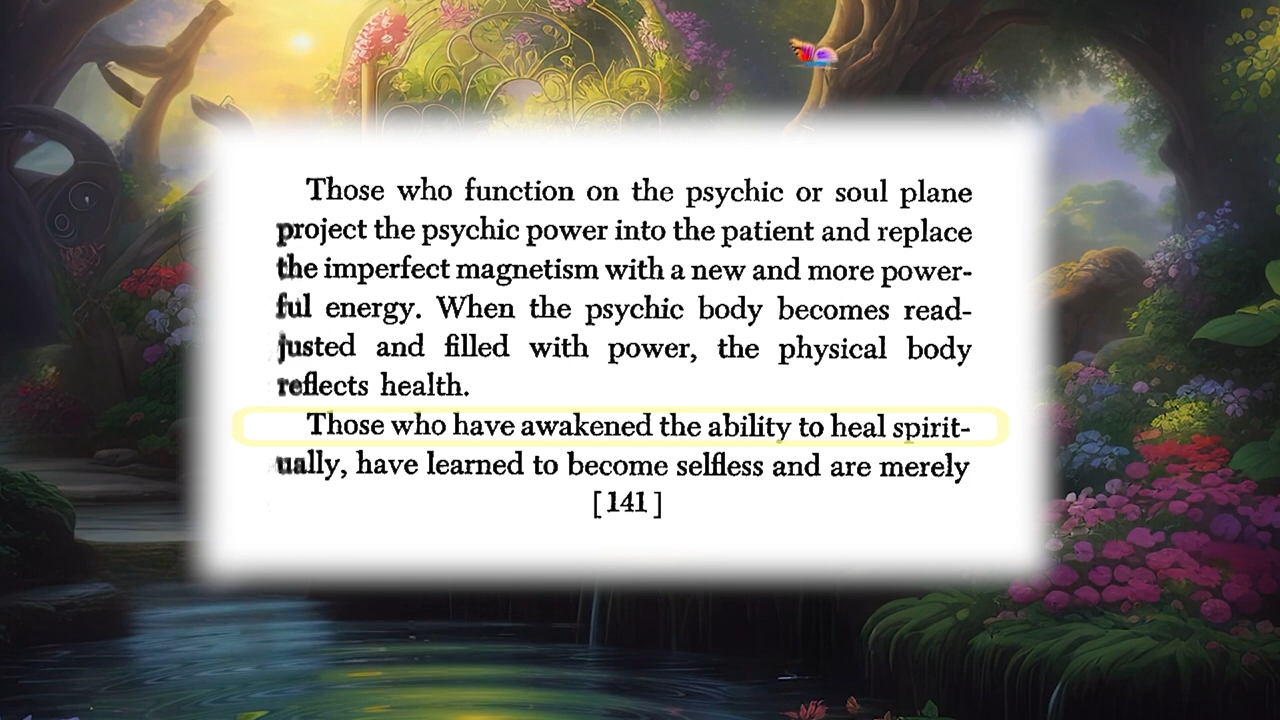 Those who function on the psychic or soul plane
project the psychic power into the patient and replace
the imperfect magnetism with a new and more power-
ful energy. When the psychic body becomes read-
justed and filled with power, the physical body
reflects health.
Those who have awakened the ability to heal spirit-
ually, have learned to become selfless and are merely
[141]